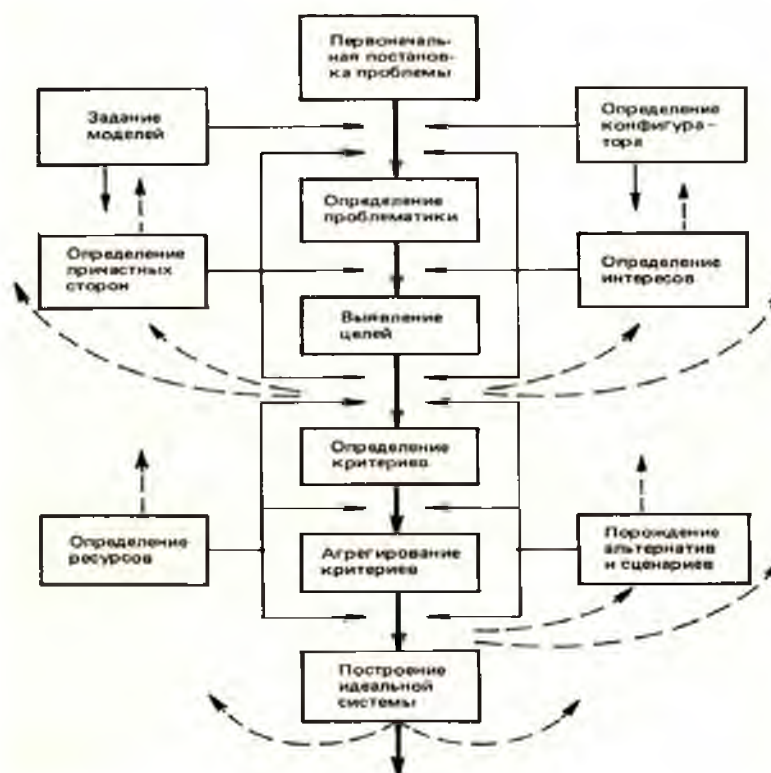 Первоначаль-
ная постанов-
ка проблемы
Задание
моделей
Определение
конфигура-
тора
Определение
проблематики
Определение
причастных
сторон
Определение
интересов
Выявление
целей
Определение
критериев
Определение
ресурсов
Агрегирование
критериев
Порождение
альтернатив
и сценариев
Построение
идеальной
системы